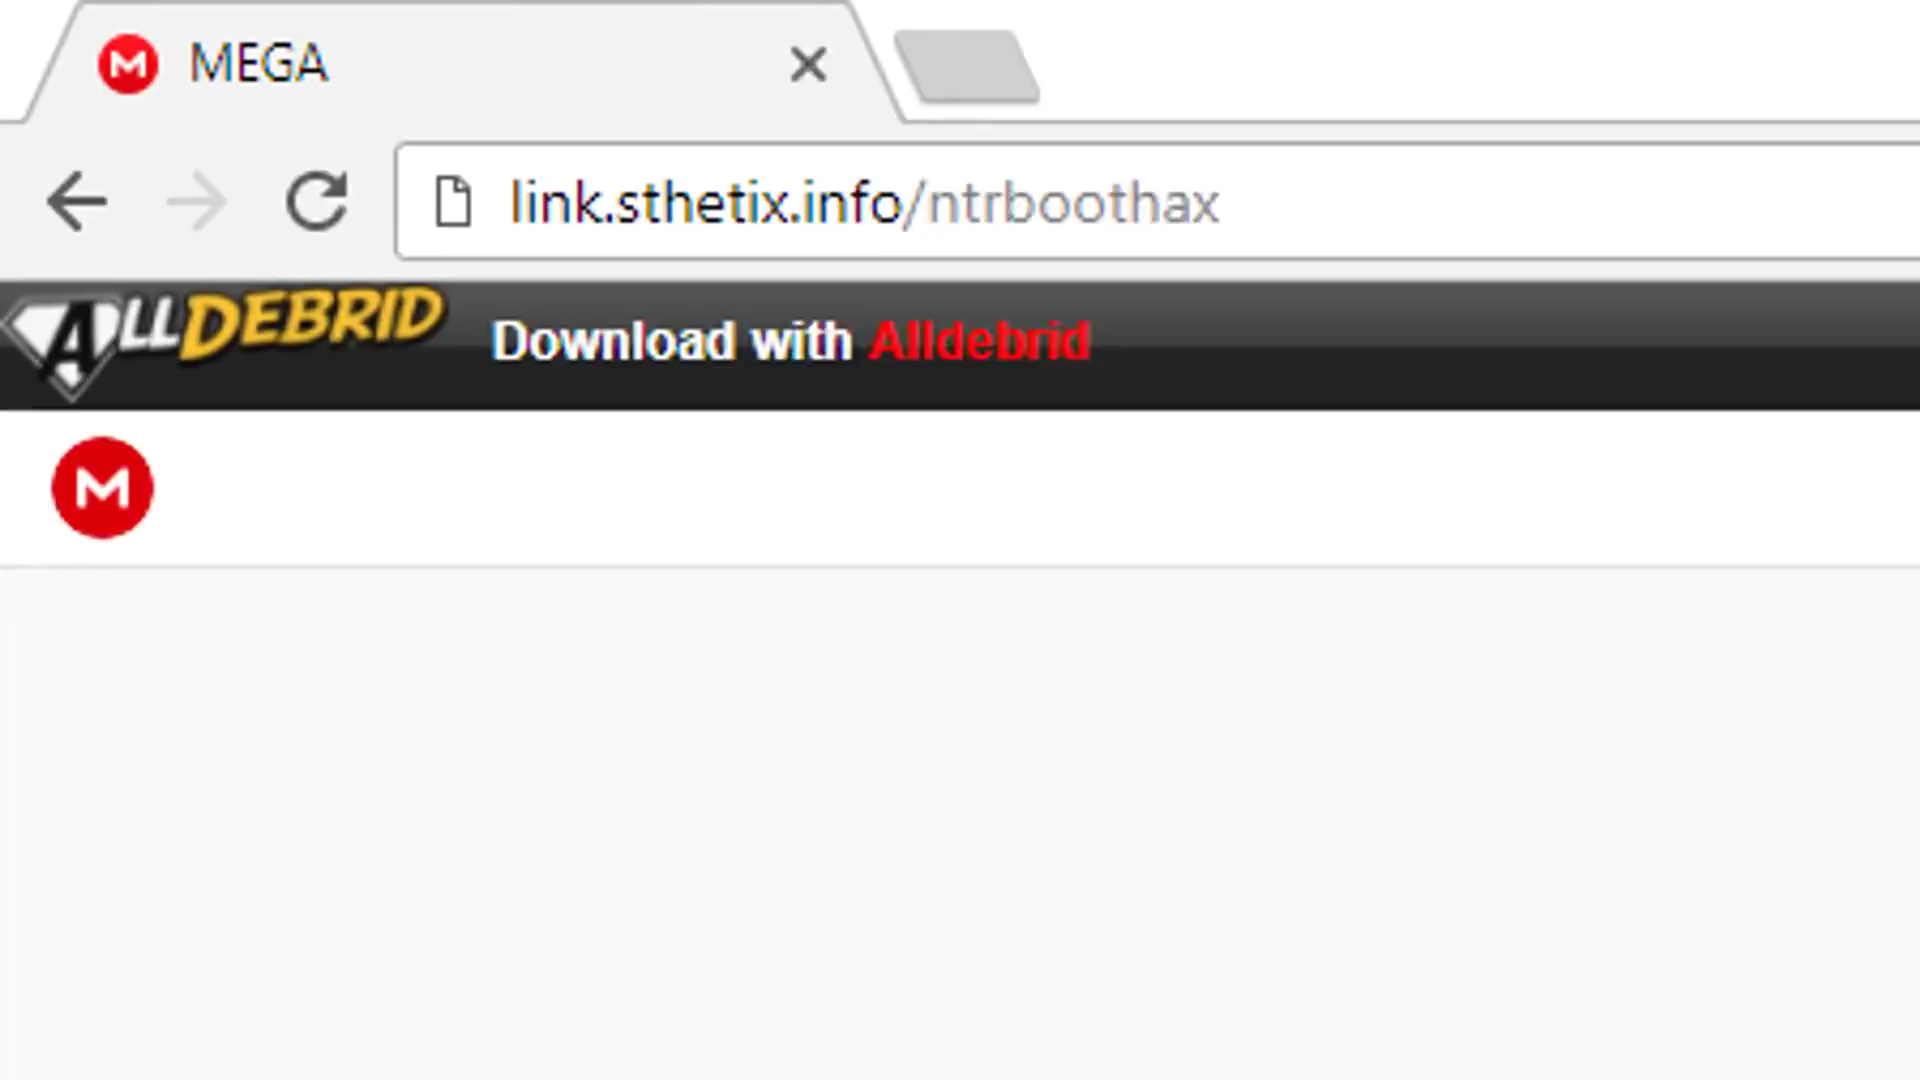 MEGA
link.sthetix.info/ntrboothax
ALLDEBRID
Download with Alldebrid
M